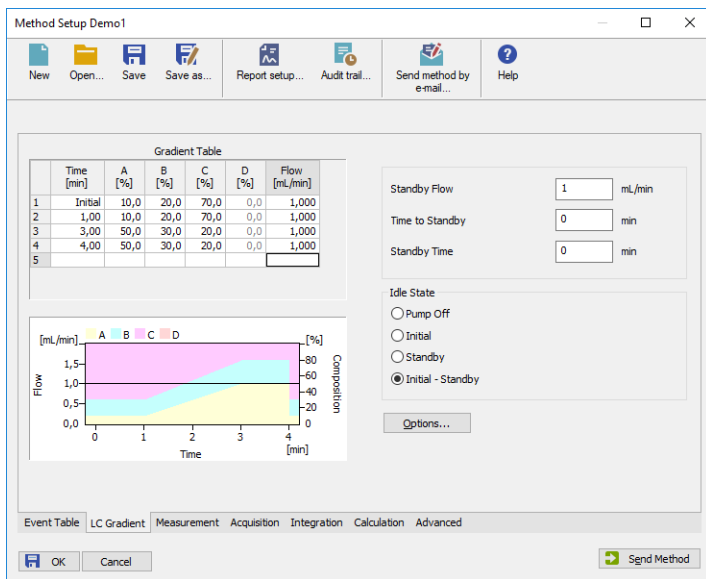 Method Setup Demo1
New Open... Save Save as... Report setup... Audit trail... Send method by e-mail... Help
Gradient Table
Time [min] A [%] B [%] C [%] D [%] Flow [mL/min]
1 Initial 10,0 20,0 70,0 0,0 1,000
2 1,00 10,0 20,0 70,0 0,0 1,000
3 3,00 50,0 30,0 20,0 0,0 1,000
4 4,00 50,0 30,0 20,0 0,0 1,000
5
Standby Flow 1 mL/min
Time to Standby 0 min
Standby Time 0 min
Idle State
Pump Off
Initial
Standby
Initial - Standby
Options...
[mL/min] A B C D [%]
1,5
1,0
0,5
0,0
Flow
80
60
40
20
0
Composition
0 1 2 3 4
[min]
Time
Event Table LC Gradient Measurement Acquisition Integration Calculation Advanced
OK Cancel Send Method